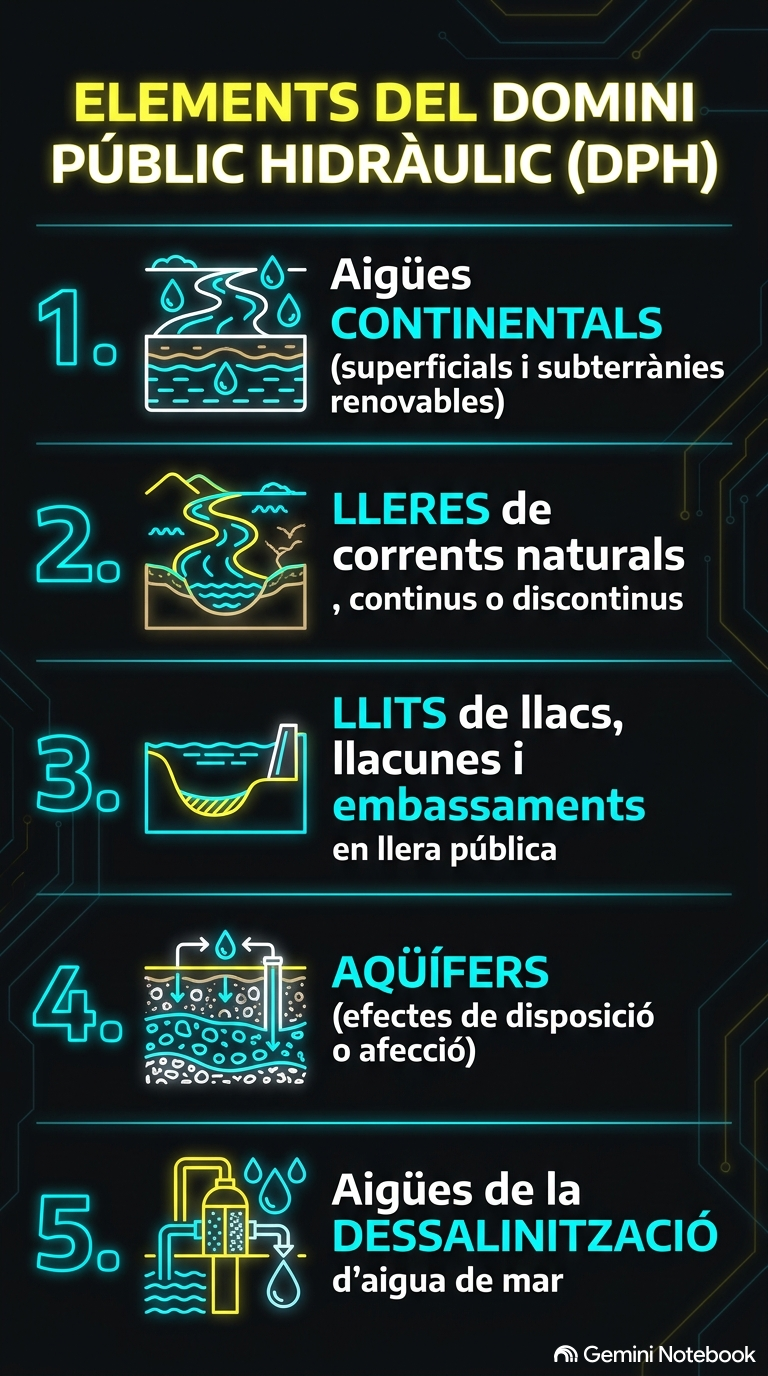 ELEMENTS DEL DOMINI
PÚBLIC HIDRÀULIC (DPH)
1.
Aigües
CONTINENTALS
(superficials i subterrànies
renovables)
2.
LLERES de
corrents naturals
, continus o discontinus
3.
LLITS de llacs,
llacunes i
embassaments
en llera pública
4.
AQÜÍFERS
(efectes de disposició
o afecció)
5.
Aigües de la
DESSALINITZACIÓ
d’aigua de mar
Gemini Notebook